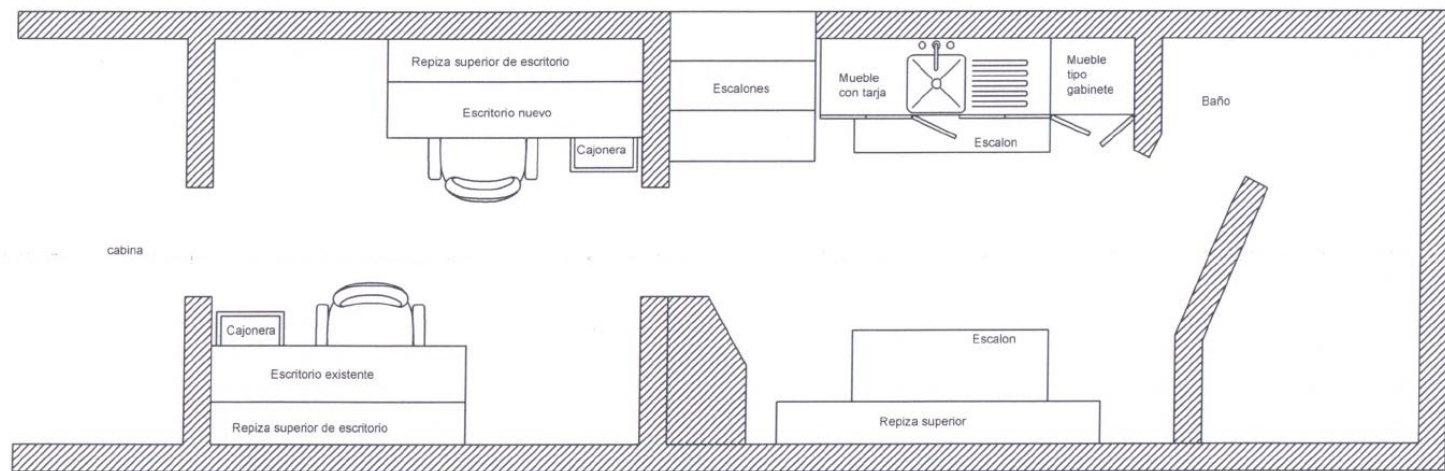 Repiza superior de escritorio
Escritorio nuevo
Cajonera
Escalones
Mueble
con tarja
Mueble
tipo
gabinete
Baño
Escalon
cabina
Cajonera
Escritorio existente
Repiza superior de escritorio
Escalon
Repiza superior